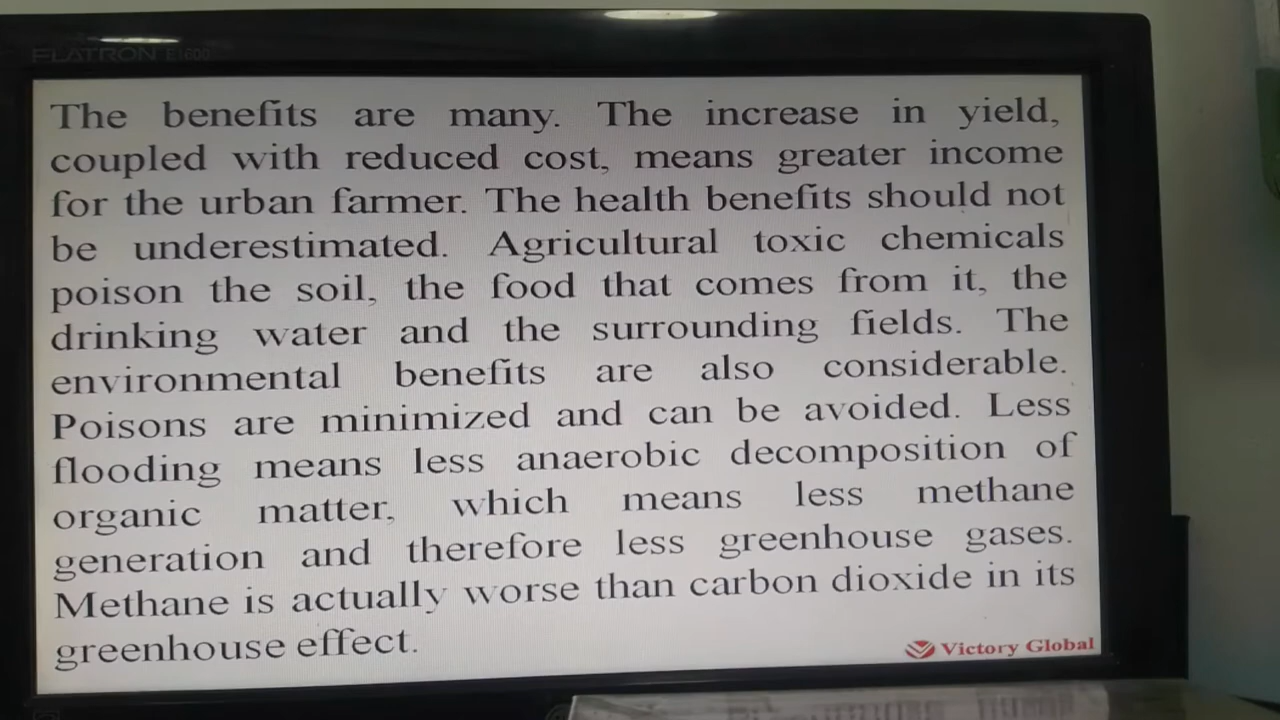 FLATRON E1600
The benefits are many. The increase in yield,
coupled with reduced cost, means greater income
for the urban farmer. The health benefits should not
be underestimated. Agricultural toxic chemicals
poison the soil, the food that comes from it, the
drinking water and the surrounding fields. The
environmental benefits are also considerable.
Poisons are minimized and can be avoided. Less
flooding means less anaerobic decomposition of
organic matter, which means less methane
generation and therefore less greenhouse gases.
Methane is actually worse than carbon dioxide in its
greenhouse effect.
Victory Global